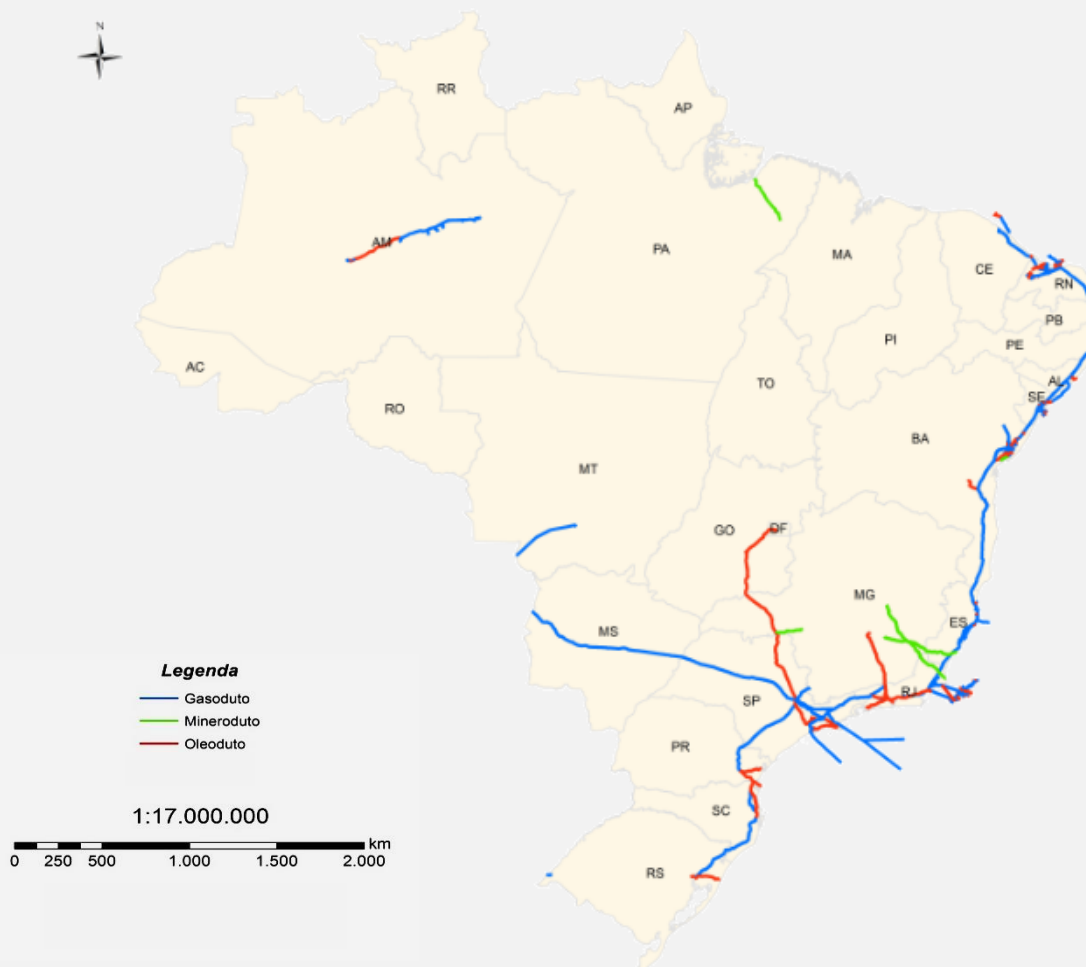 N
RR
AP
AM
PA
MA
CE
RN
PB
PE
PI
AL
SE
AC
RO
TO
BA
MT
GO
DF
MG
ES
MS
RJ
SP
PR
SC
RS
Legenda
Gasoduto
Mineroduto
Oleoduto
1:17.000.000
km
0 250 500 1.000 1.500 2.000